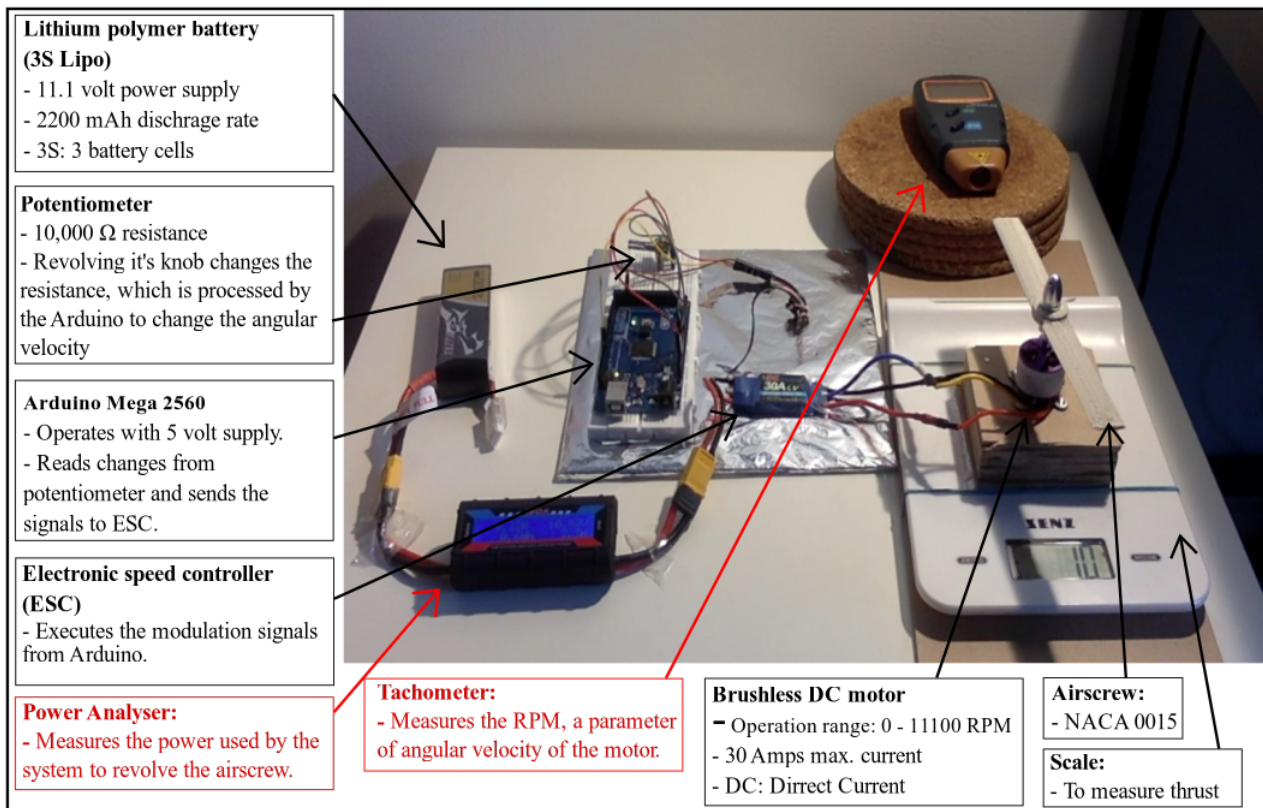 Lithium polymer battery
(3S Lipo)
- 11.1 volt power supply
- 2200 mAh dischrage rate
- 3S: 3 battery cells
Potentiometer
- 10,000 Ω resistance
- Revolving it's knob changes the
resistance, which is processed by
the Arduino to change the angular
velocity
Arduino Mega 2560
- Operates with 5 volt supply.
- Reads changes from
potentiometer and sends the
signals to ESC.
Electronic speed controller
(ESC)
- Executes the modulation signals
from Arduino.
Power Analyser:
- Measures the power used by the
system to revolve the airscrew.
Tachometer:
- Measures the RPM, a parameter
of angular velocity of the motor.
Brushless DC motor
- Operation range: 0 - 11100 RPM
- 30 Amps max. current
- DC: Dirrect Current
Airscrew:
- NACA 0015
Scale:
- To measure thrust
30A LV
SENZ